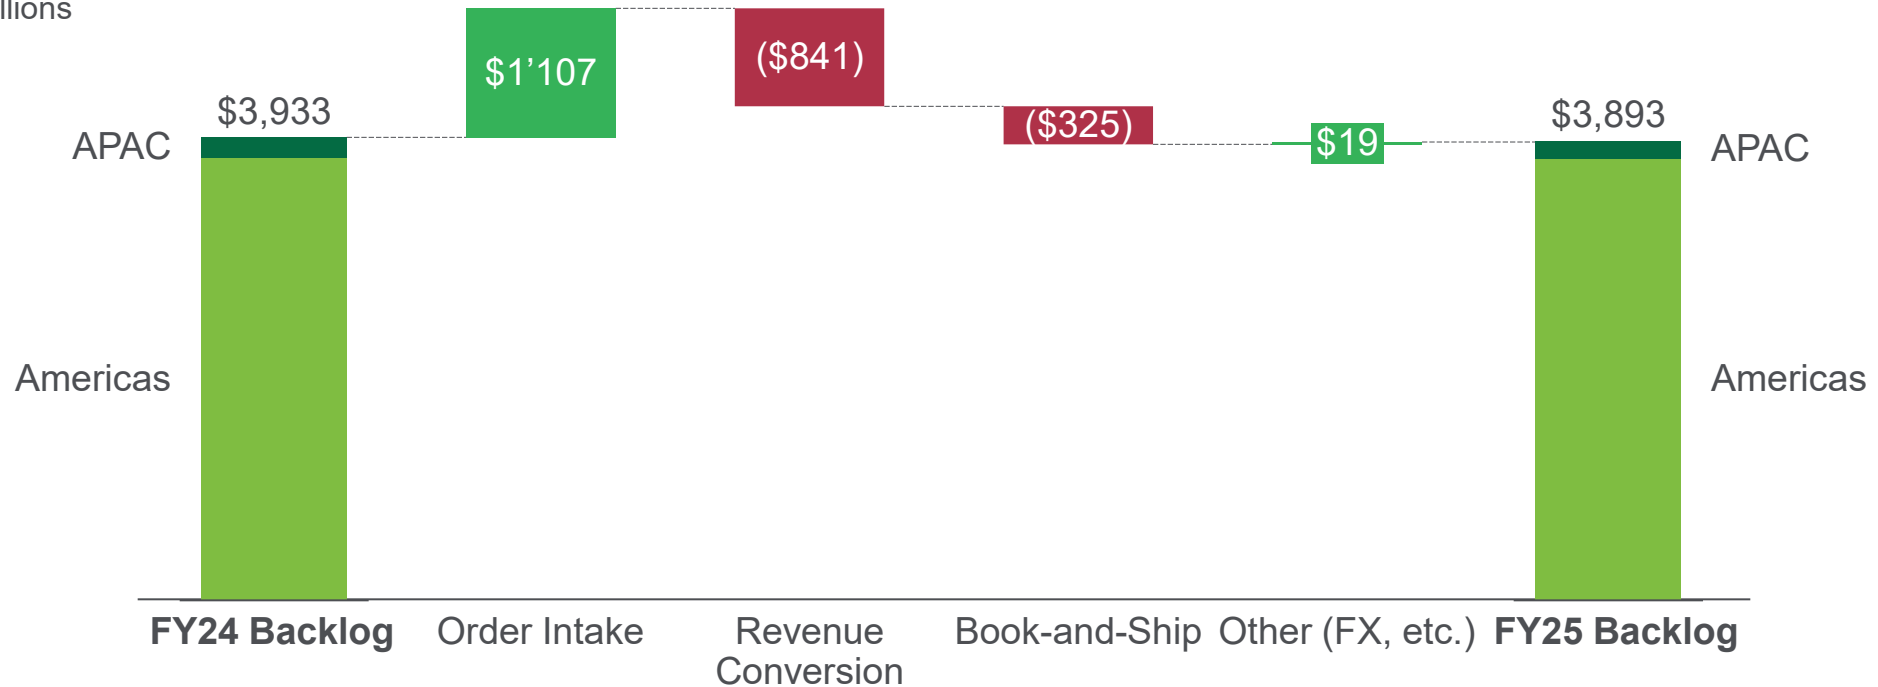 llions
$1’107
($841)
$3,933
($325)
$19
$3,893
APAC
APAC
Americas
Americas
FY24 Backlog
Order Intake
Revenue
Conversion
Book-and-Ship
Other (FX, etc.)
FY25 Backlog